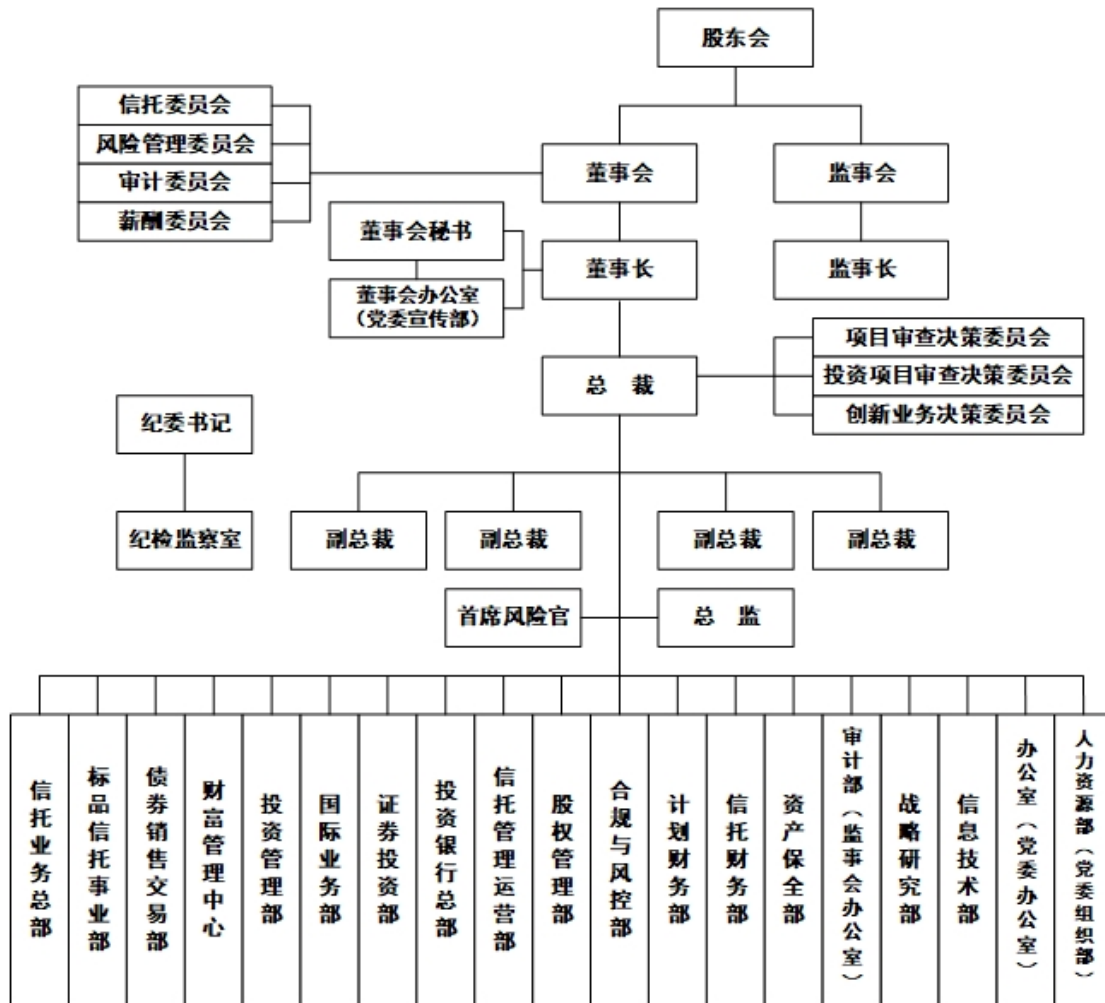 股东会
信托委员会
风险管理委员会
审计委员会
薪酬委员会
董事会
监事会
董事会秘书
董事会办公室
（党委宣传部）
董事长
监事长
总 裁
项目审查决策委员会
投资项目审查决策委员会
创新业务决策委员会
纪委书记
纪检监察室
副总裁
副总裁
副总裁
副总裁
首席风险官
总 监
信托业务总部
标品信托事业部
债券销售交易部
财富管理中心
投资管理部
国际业务部
证券投资部
投资银行总部
信托管理运营部
股权管理部
合规与风控部
计划财务部
信托财务部
资产保全部
审计部（监事会办公室）
战略研究部
信息技术部
办公室（党委办公室）
人力资源部（党委组织部）